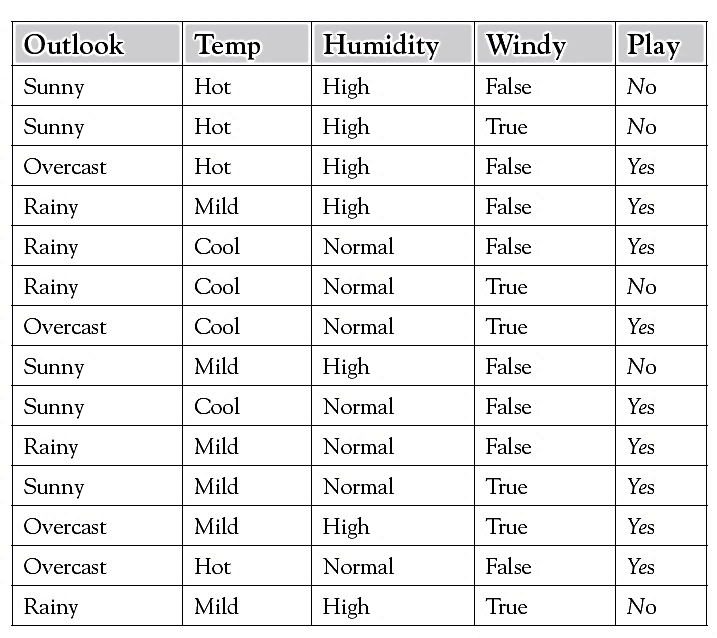 Outlook Temp Humidity Windy Play
Sunny Hot High False No
Sunny Hot High True No
Overcast Hot High False Yes
Rainy Mild High False Yes
Rainy Cool Normal False Yes
Rainy Cool Normal True No
Overcast Cool Normal True Yes
Sunny Mild High False No
Sunny Cool Normal False Yes
Rainy Mild Normal False Yes
Sunny Mild Normal True Yes
Overcast Mild High True Yes
Overcast Hot Normal False Yes
Rainy Mild High True No